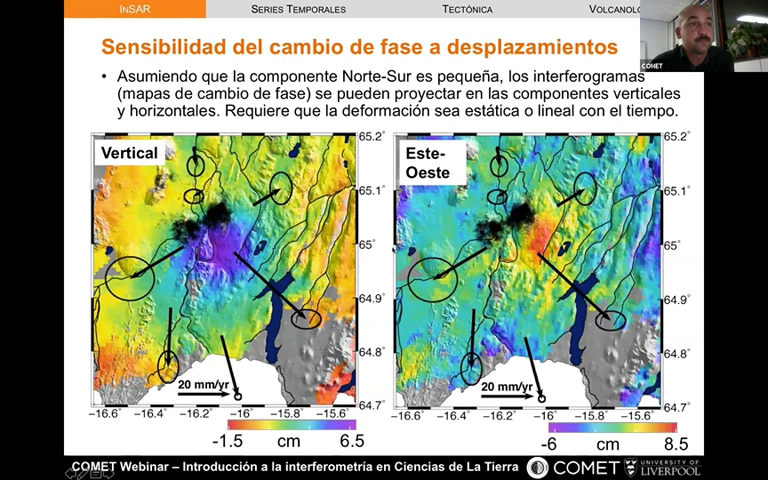 InSAR SERIES TEMPORALES TECTÓNICA VOLCANOL
COMET
Sensibilidad del cambio de fase a desplazamientos
• Asumiendo que la componente Norte-Sur es pequeña, los interferogramas
(mapas de cambio de fase) se pueden proyectar en las componentes verticales
y horizontales. Requiere que la deformación sea estática o lineal con el tiempo.
Vertical
65.2°
65.1°
65°
64.9°
64.8°
64.7°
20 mm/yr
−16.6° −16.4° −16.2° −16° −15.8° −15.6°
-1.5 cm 6.5
Este-
Oeste
65.2°
65.1°
65°
64.9°
64.8°
64.7°
20 mm/yr
−16.6° −16.4° −16.2° −16° −15.8° −15.6°
-6 cm 8.5
COMET Webinar – Introducción a la interferometría en Ciencias de La Tierra
COMET
UNIVERSITY OF
LIVERPOOL